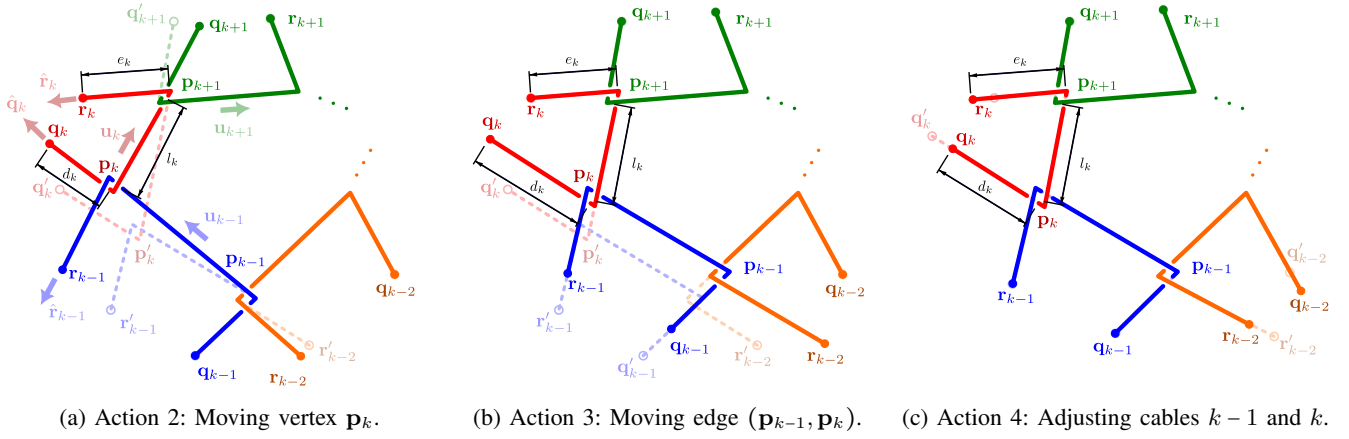 q′ₖ₊₁
qₖ₊₁
rₖ₊₁
eₖ
r̂ₖ
q̂ₖ
rₖ
pₖ₊₁
uₖ₊₁
qₖ
uₖ
lₖ
pₖ
dₖ
q′ₖ
uₖ₋₁
p′ₖ
pₖ₋₁
rₖ₋₁
r̂ₖ₋₁
r′ₖ₋₁
qₖ₋₂
r′ₖ₋₂
qₖ₋₁
rₖ₋₂
(a) Action 2: Moving vertex pₖ.
qₖ₊₁
rₖ₊₁
eₖ
pₖ₊₁
rₖ
qₖ
lₖ
pₖ
dₖ
q′ₖ
p′ₖ
pₖ₋₁
rₖ₋₁
qₖ₋₂
r′ₖ₋₁
qₖ₋₁
q′ₖ₋₁
r′ₖ₋₂
rₖ₋₂
(b) Action 3: Moving edge (pₖ₋₁, pₖ).
qₖ₊₁
rₖ₊₁
eₖ
pₖ₊₁
rₖ
q′ₖ
qₖ
lₖ
dₖ
pₖ
q′ₖ₋₂
pₖ₋₁
rₖ₋₁
qₖ₋₂
rₖ₋₂
qₖ₋₁
r′ₖ₋₂
(c) Action 4: Adjusting cables k − 1 and k.